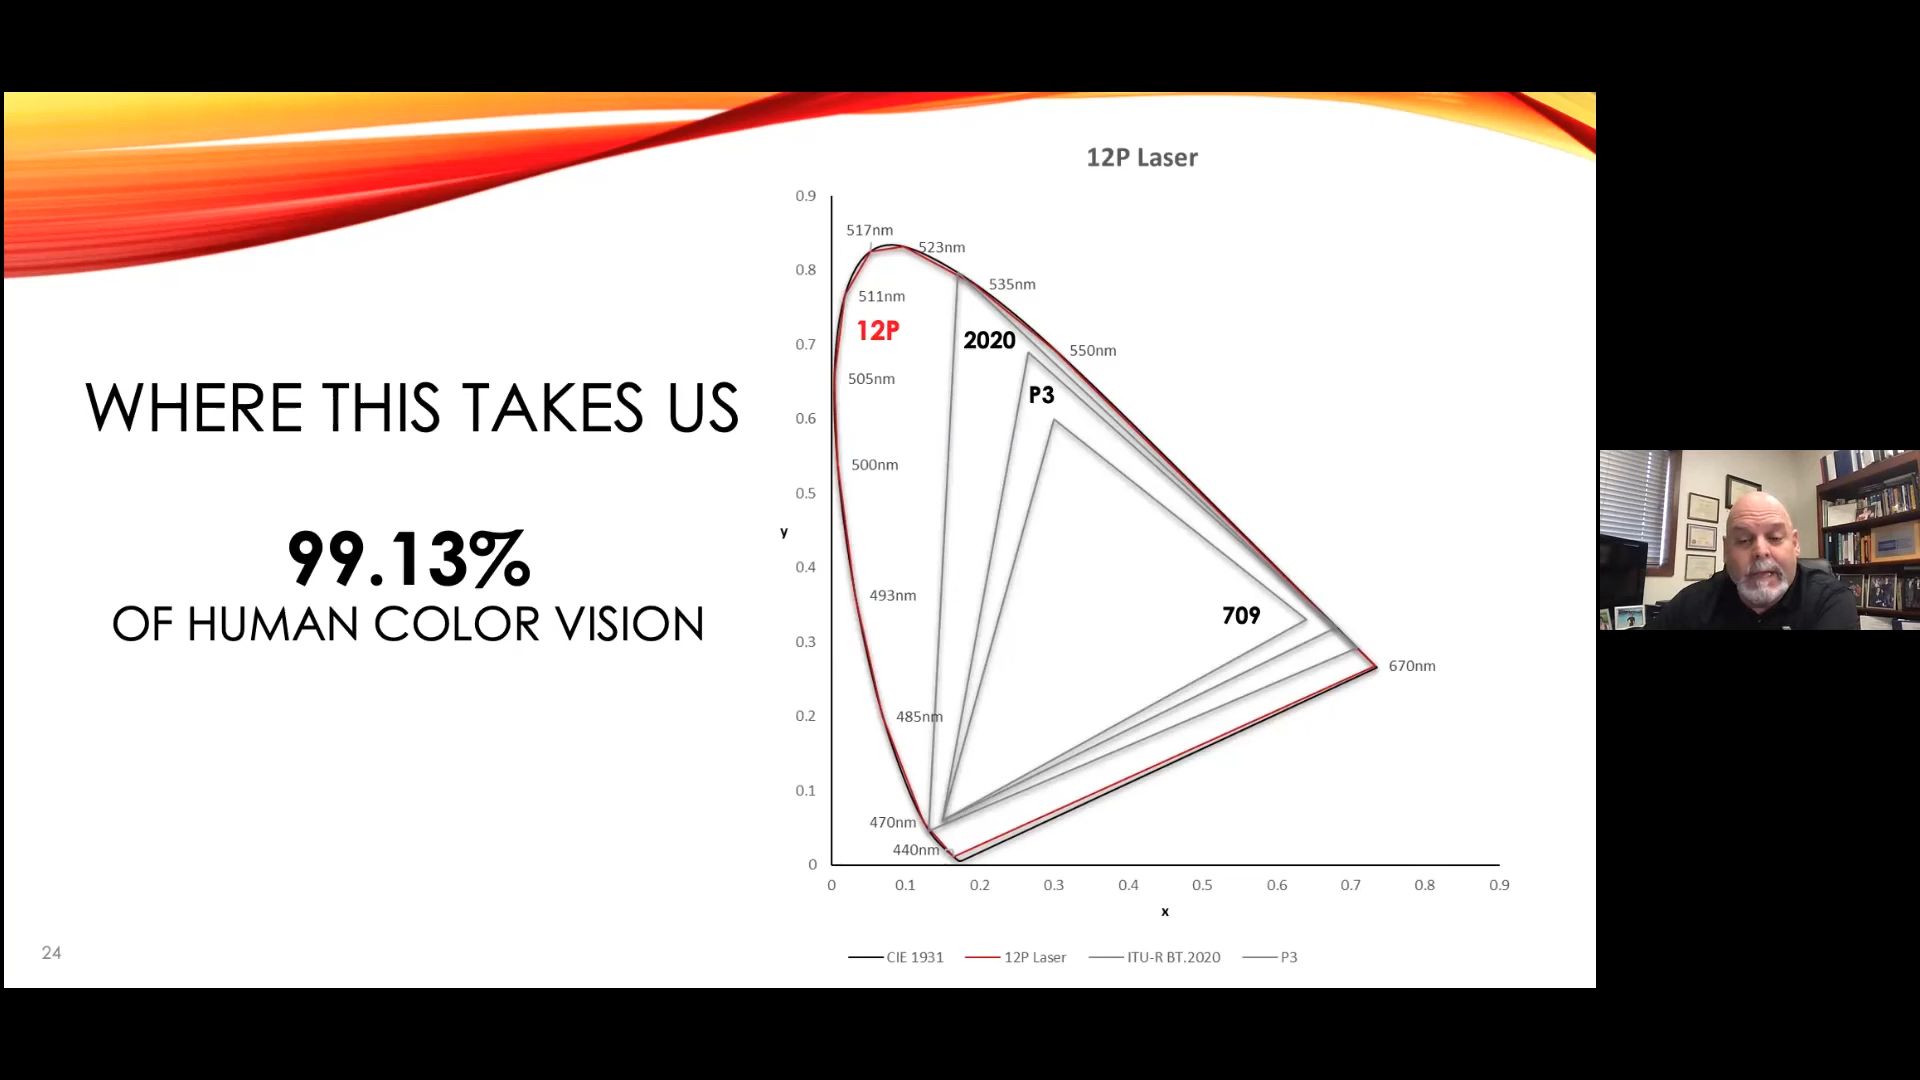 WHERE THIS TAKES US
99.13%
OF HUMAN COLOR VISION
24
12P Laser
0.9
0.8
0.7
0.6
0.5
0.4
0.3
0.2
0.1
0
y
517nm
523nm
535nm
511nm
12P
2020
550nm
505nm
P3
500nm
493nm
709
670nm
485nm
470nm
440nm
0 0.1 0.2 0.3 0.4 0.5 0.6 0.7 0.8 0.9
x
CIE 1931 12P Laser ITU-R BT.2020 P3